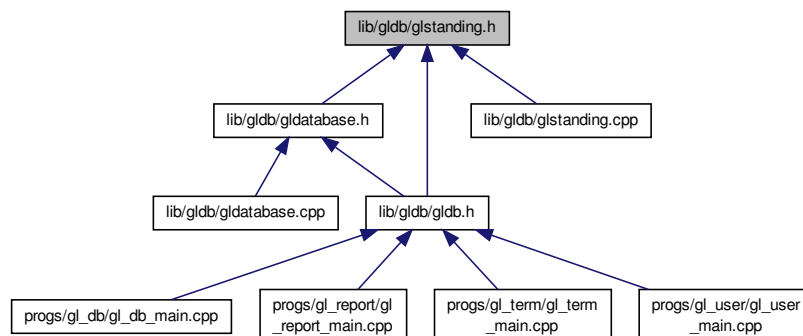 lib/gldb/glstanding.h
lib/gldb/gldatabase.h
lib/gldb/glstanding.cpp
lib/gldb/gldatabase.cpp
lib/gldb/gldb.h
progs/gl_db/gl_db_main.cpp
progs/gl_report/gl
_report_main.cpp
progs/gl_term/gl_term
_main.cpp
progs/gl_user/gl_user
_main.cpp